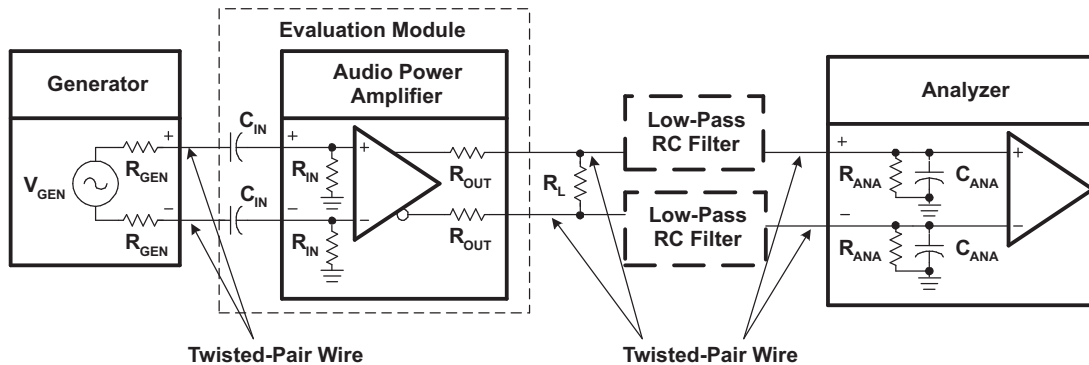 Evaluation Module
Generator
Audio Power
Amplifier
Low-Pass
RC Filter
Analyzer
C_IN
+
+
+
R_GEN
R_IN
R_OUT
R_L
V_GEN
+
+
R_ANA
C_ANA
C_IN
−
−
−
R_GEN
R_IN
R_OUT
Low-Pass
RC Filter
−
−
R_ANA
C_ANA
Twisted-Pair Wire
Twisted-Pair Wire